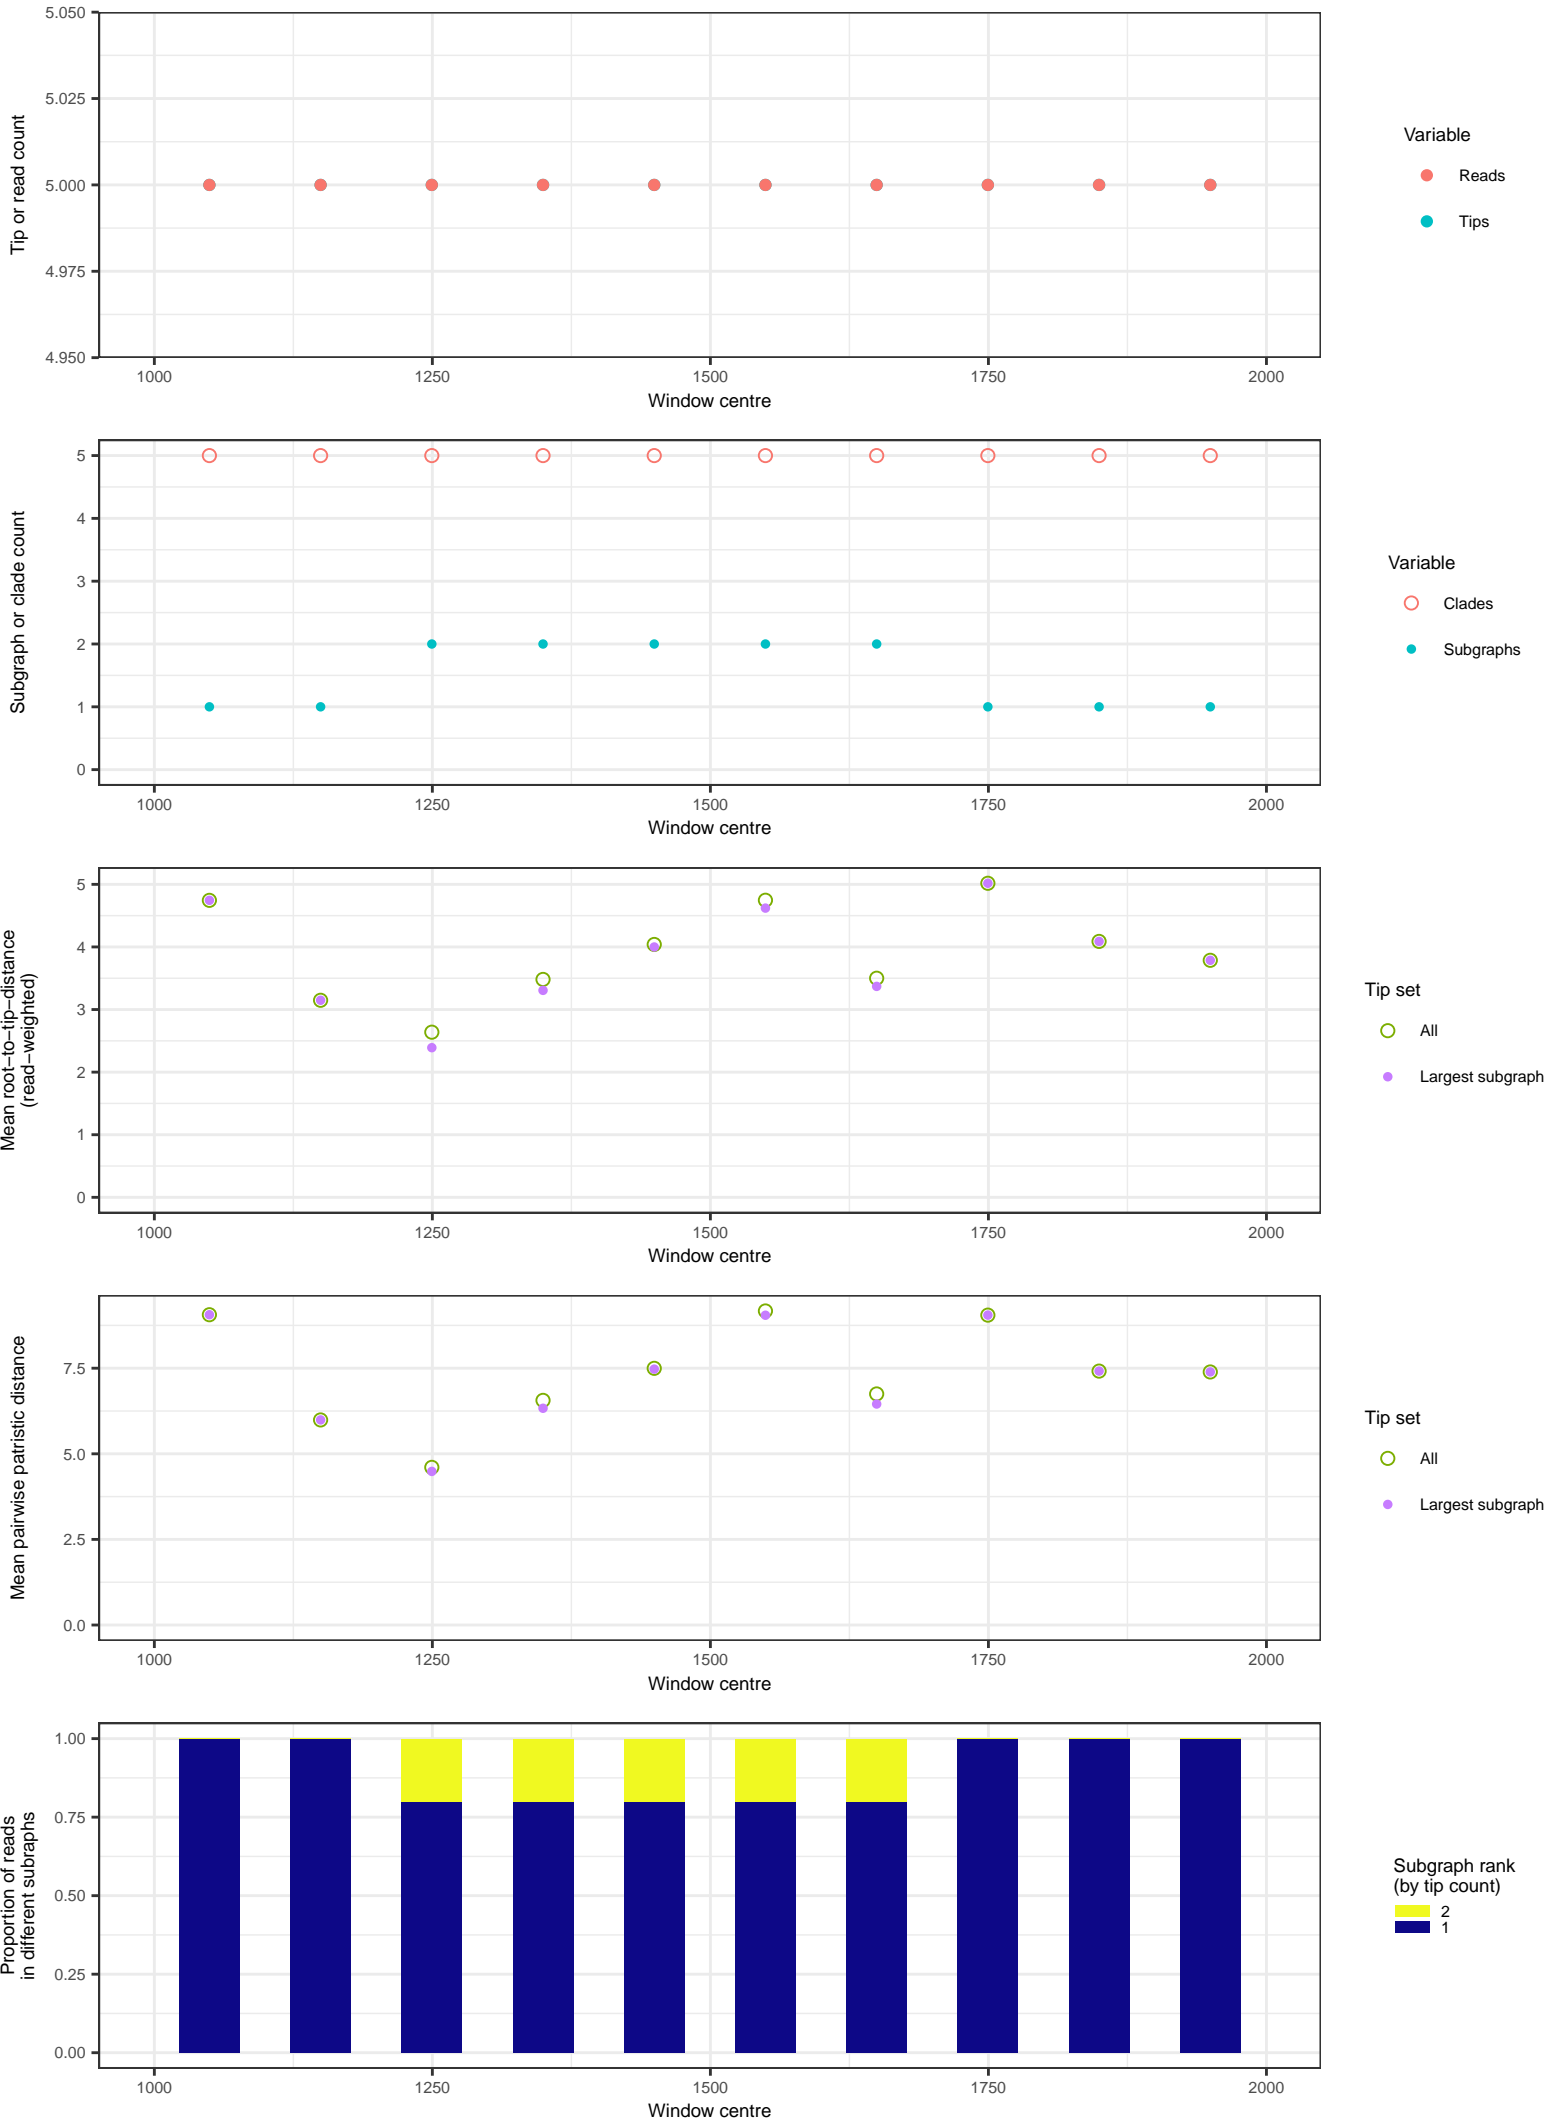 5.050
5.025
5.000
4.975
4.950
Tip or read count
1000 1250 1500 1750 2000
Window centre
Variable
Reads
Tips
5
4
3
2
1
0
Subgraph or clade count
1000 1250 1500 1750 2000
Window centre
Variable
Clades
Subgraphs
5
4
3
2
1
0
Mean root−to−tip−distance
(read−weighted)
1000 1250 1500 1750 2000
Window centre
Tip set
All
Largest subgraph
7.5
5.0
2.5
0.0
Mean pairwise patristic distance
1000 1250 1500 1750 2000
Window centre
Tip set
All
Largest subgraph
1.00
0.75
0.50
0.25
0.00
Proportion of reads
in different subraphs
1000 1250 1500 1750 2000
Window centre
Subgraph rank
(by tip count)
2
1